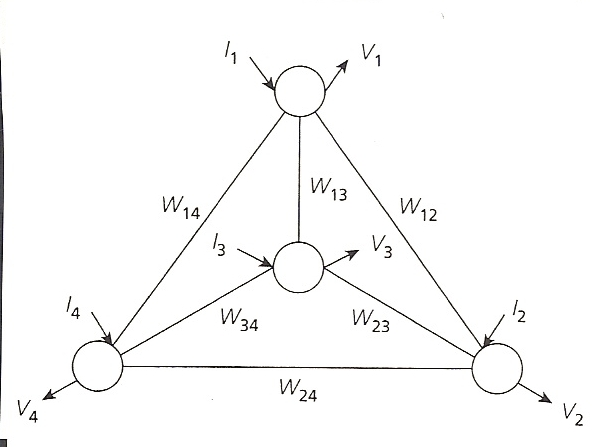 I₁ V₁
W₁₃
W₁₄ W₁₂
I₃ V₃
I₄ W₃₄ W₂₃ I₂
W₂₄
V₄ V₂